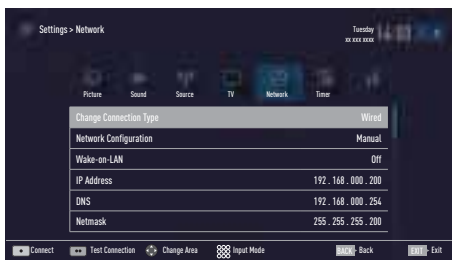 Settings > Network
Tuesday
xx xxx xxxx
Picture Sound Source TV Network Timer
Change Connection Type Wired
Network Configuration Manual
Wake-on-LAN Off
IP Address 192 . 168 . 000 . 200
DNS 192 . 168 . 000 . 254
Netmask 255 . 255 . 255 . 200
Connect Test Connection Change Area Input Mode BACK Back EXIT Exit